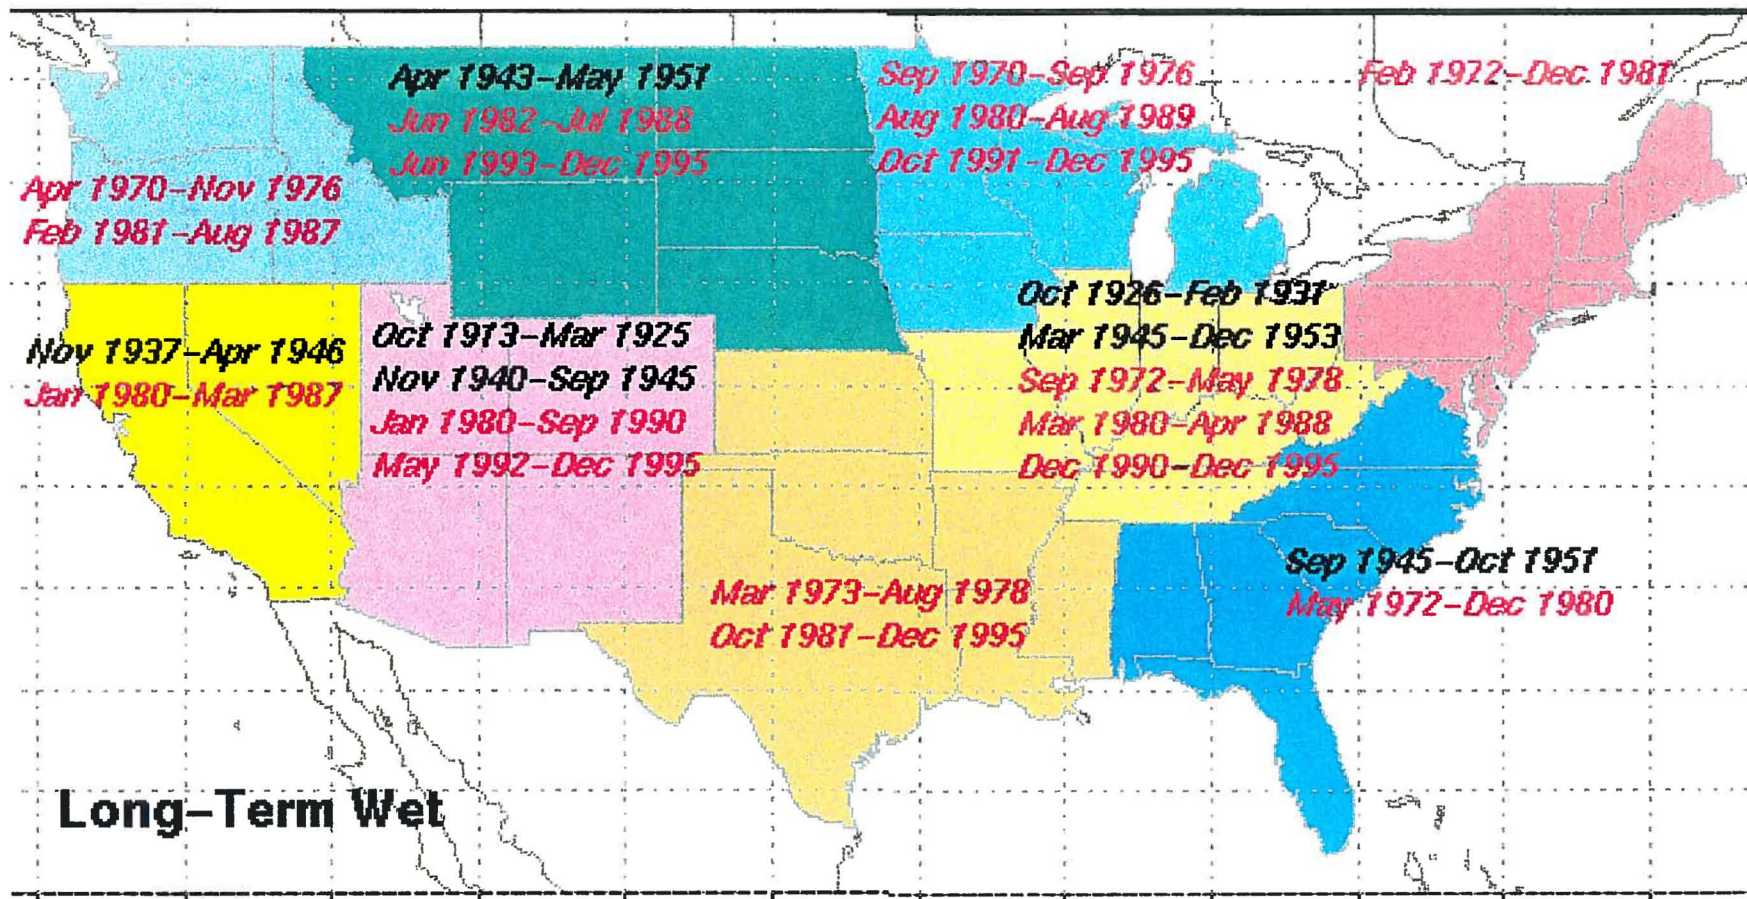 Apr 1943-May 1951
Jun 1982-Jul 1988
Jun 1993-Dec 1995
Sep 1970-Sep 1976
Aug 1980-Aug 1989
Oct 1991-Dec 1995
Feb 1972-Dec 1981
Apr 1970-Nov 1976
Feb 1981-Aug 1987
Nov 1937-Apr 1946
Jan 1980-Mar 1987
Oct 1913-Mar 1925
Nov 1940-Sep 1945
Jan 1980-Sep 1990
May 1992-Dec 1995
Oct 1926-Feb 1931
Mar 1945-Dec 1953
Sep 1972-May 1978
Mar 1980-Apr 1988
Dec 1990-Dec 1995
Mar 1973-Aug 1978
Oct 1981-Dec 1995
Sep 1945-Oct 1951
May 1972-Dec 1980
Long-Term Wet